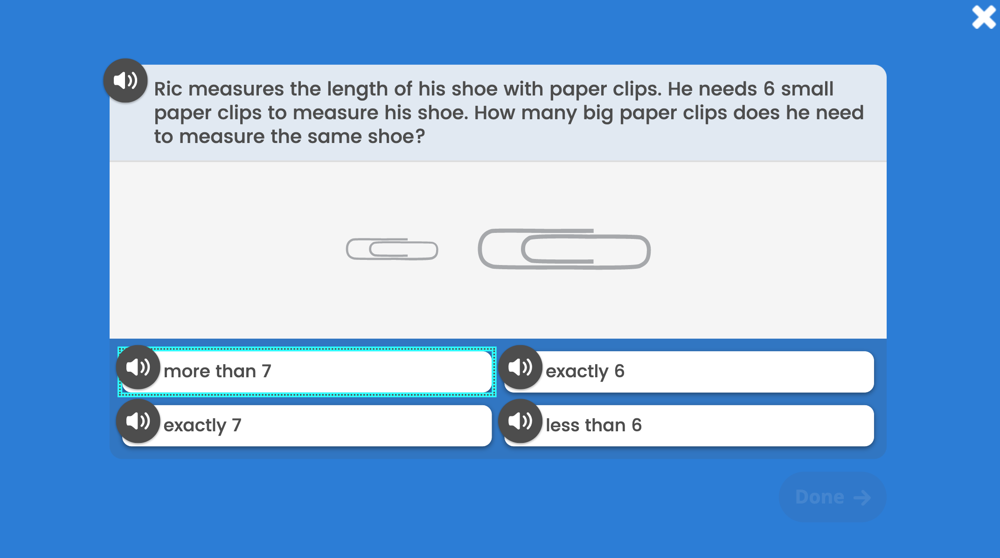 Ric measures the length of his shoe with paper clips. He needs 6 small
paper clips to measure his shoe. How many big paper clips does he need
to measure the same shoe?
more than 7
exactly 6
exactly 7
less than 6
Done